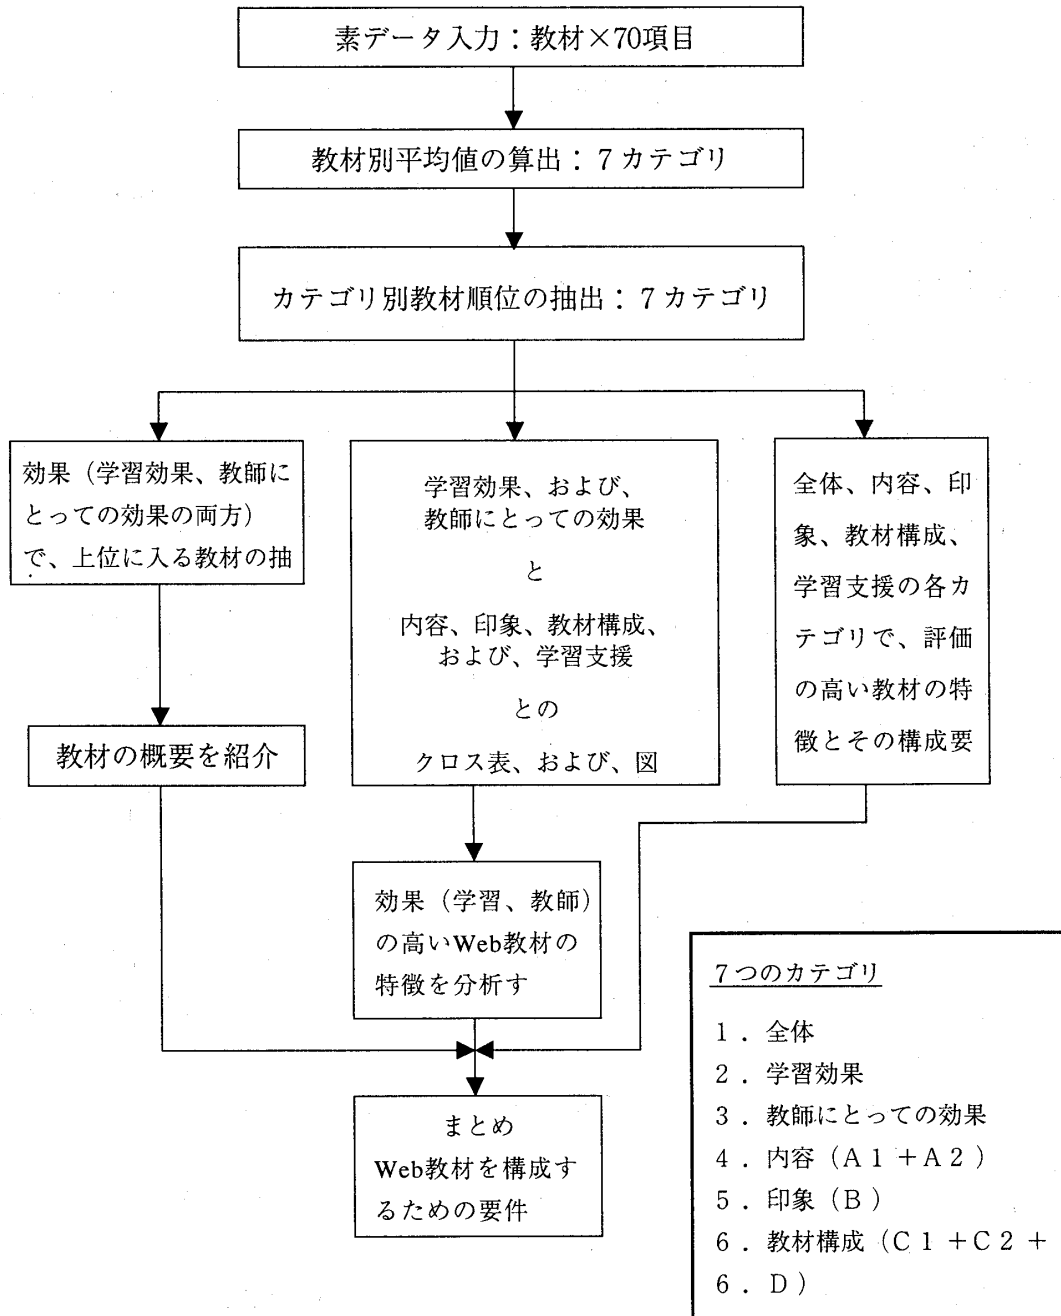 素データ入力：教材×70項目
教材別平均値の算出：７カテゴリ
カテゴリ別教材順位の抽出：７カテゴリ
効果（学習効果、教師に
とっての効果の両方）
で、上位に入る教材の抽
学習効果、および、
教師にとっての効果
と
内容、印象、教材構成、
および、学習支援
との
クロス表、および、図
全体、内容、印
象、教材構成、
学習支援の各カ
テゴリで、評価
の高い教材の特
徴とその構成要
教材の概要を紹介
効果（学習、教師）
の高いWeb教材の
特徴を分析す
まとめ
Web教材を構成す
るための要件
７つのカテゴリ
１．全体
２．学習効果
３．教師にとっての効果
４．内容（Ａ１＋Ａ２）
５．印象（Ｂ）
６．教材構成（Ｃ１＋Ｃ２＋
６．Ｄ）